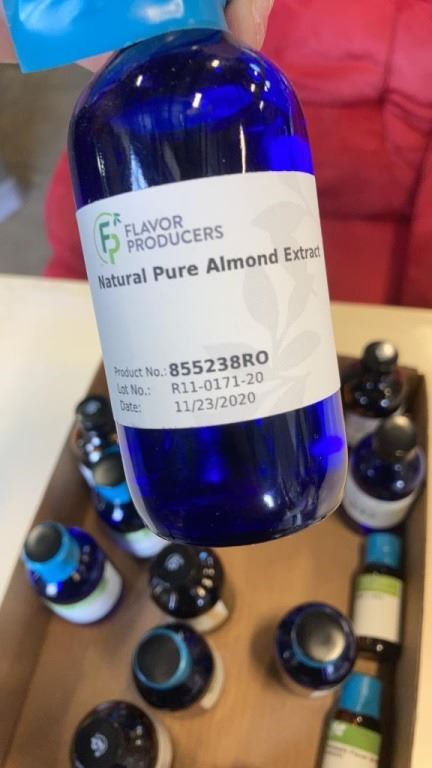 FP
FLAVOR
PRODUCERS
Natural Pure Almond Extract
Product No.: 855238RO
Lot No.: R11-0171-20
Date: 11/23/2020